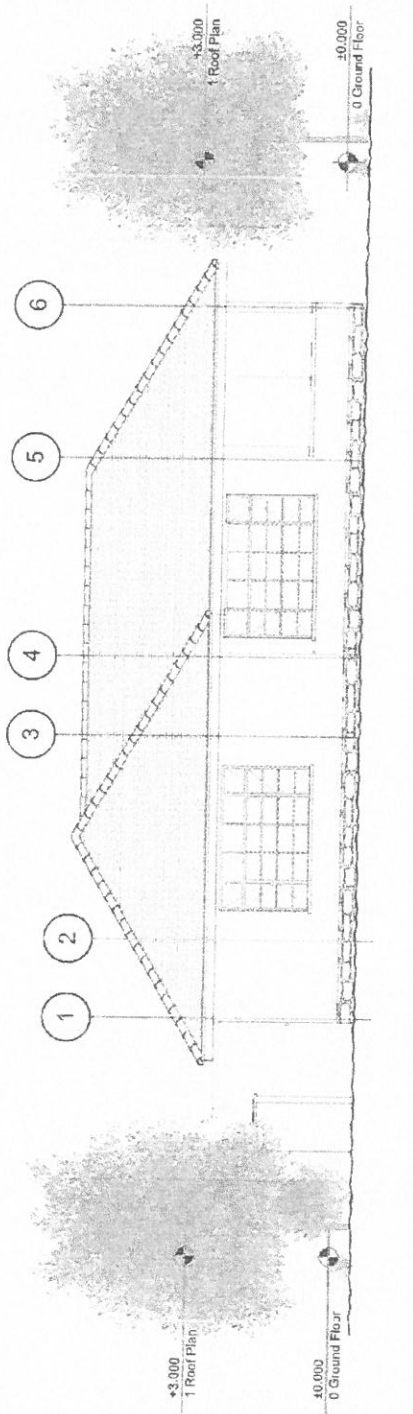 1
2
3
4
5
6
+3.000
1 Roof Plan
±0.000
0 Ground Floor
+3.000
1 Roof Plan
±0.000
0 Ground Floor